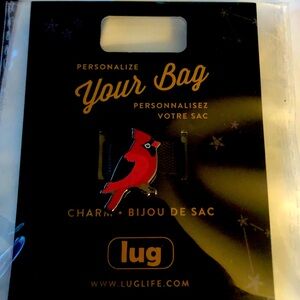 PERSONALIZE
Your Bag
PERSONNALISEZ
VOTRE SAC
CHARM • BIJOU DE SAC
lug
WWW.LUGLIFE.COM